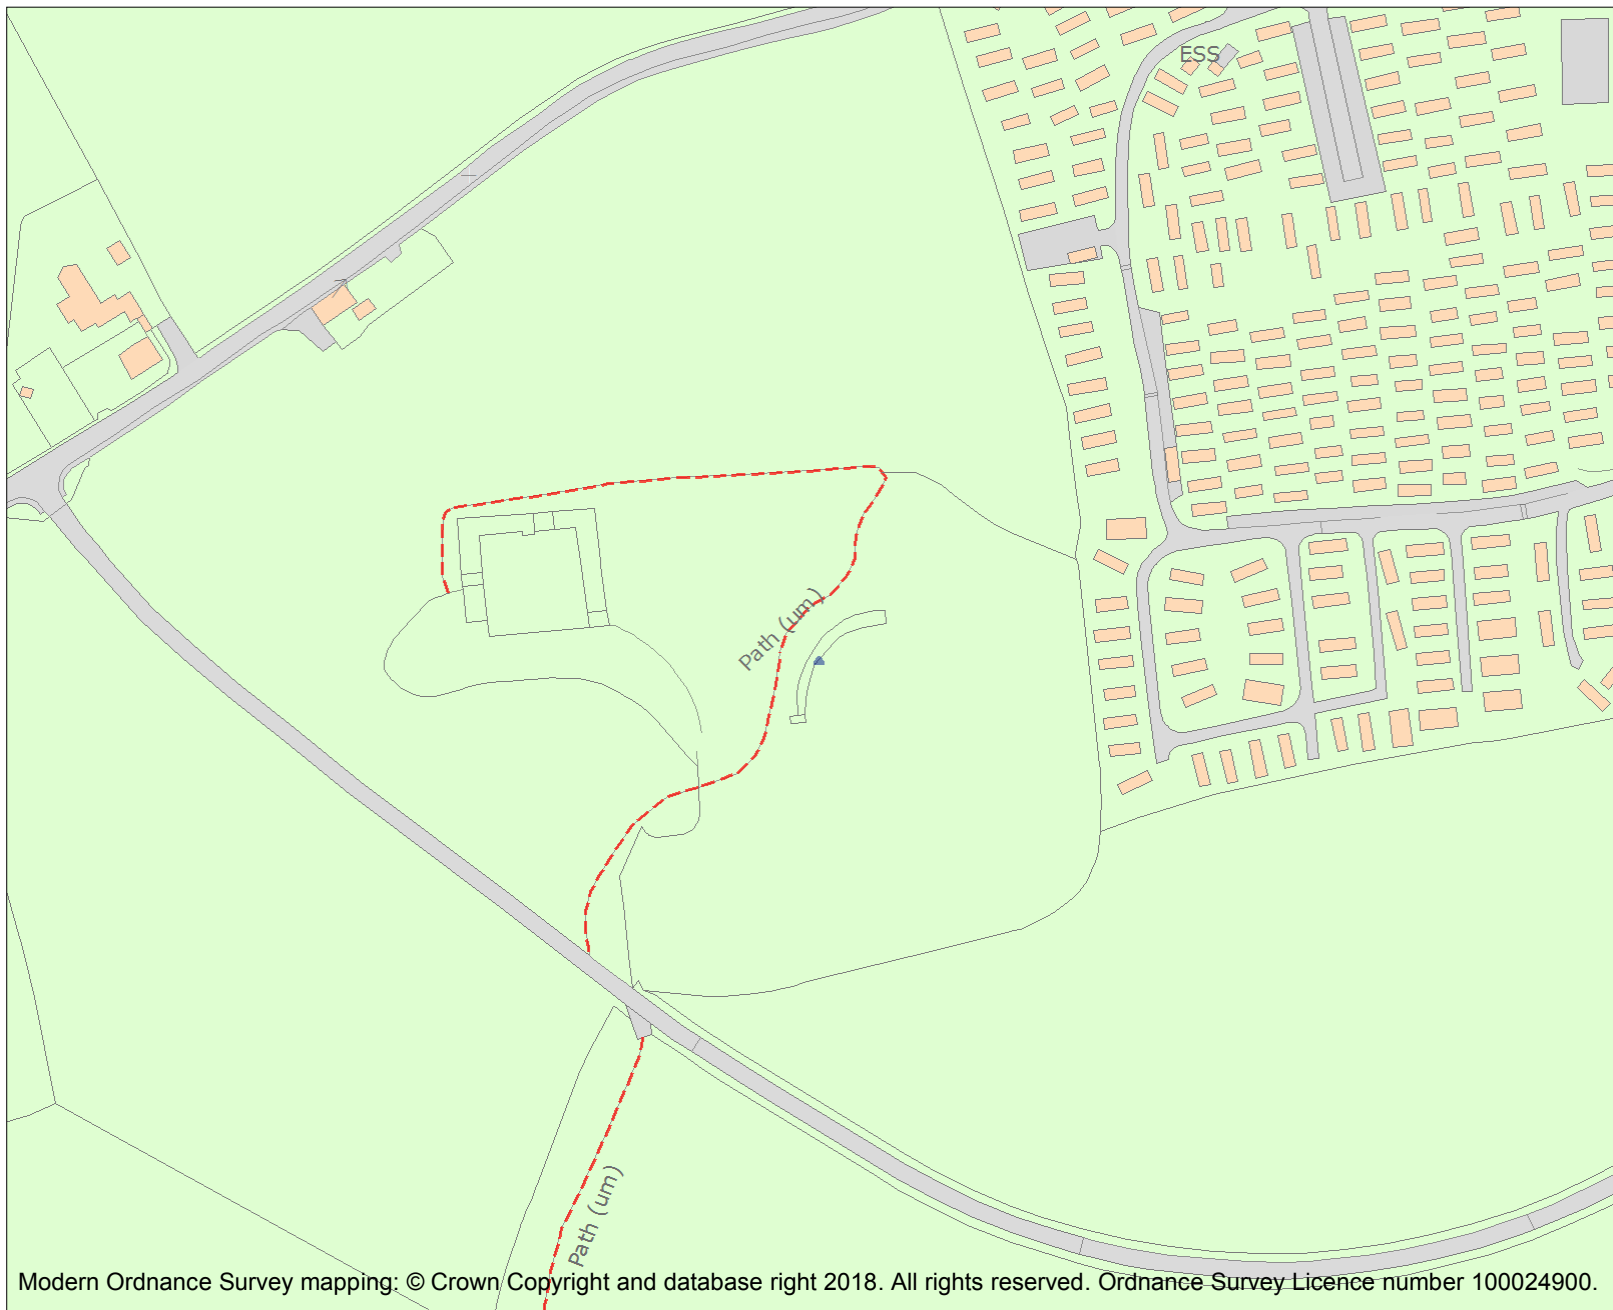 ESS
Path (um)
Path (um)
Modern Ordnance Survey mapping: © Crown Copyright and database right 2018. All rights reserved. Ordnance Survey Licence number 100024900.